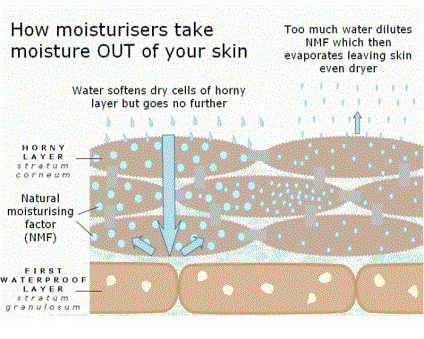 How moisturisers take
moisture OUT of your skin
Too much water dilutes
NMF which then
evaporates leaving skin
even dryer
Water softens dry cells of horny
layer but goes no further
HORNY
LAYER
stratum
corneum
Natural
moisturising
factor
(NMF)
FIRST
WATERPROOF
LAYER
stratum
granulosum